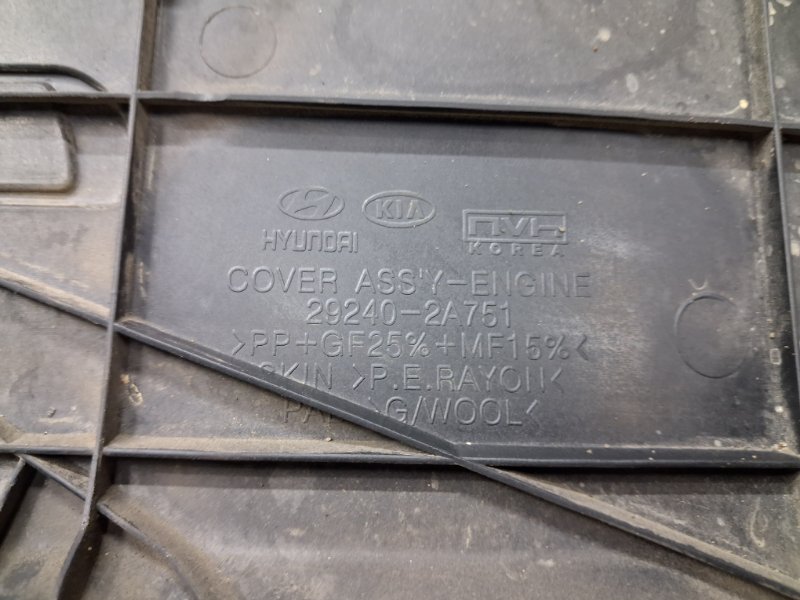 HYUNDAI KIA NVH KOREA
COVER ASS'Y-ENGINE
29240-2A751
>PP+GF25%+MF15%<
SKIN >P.E.RAYON<
>G/WOOL<